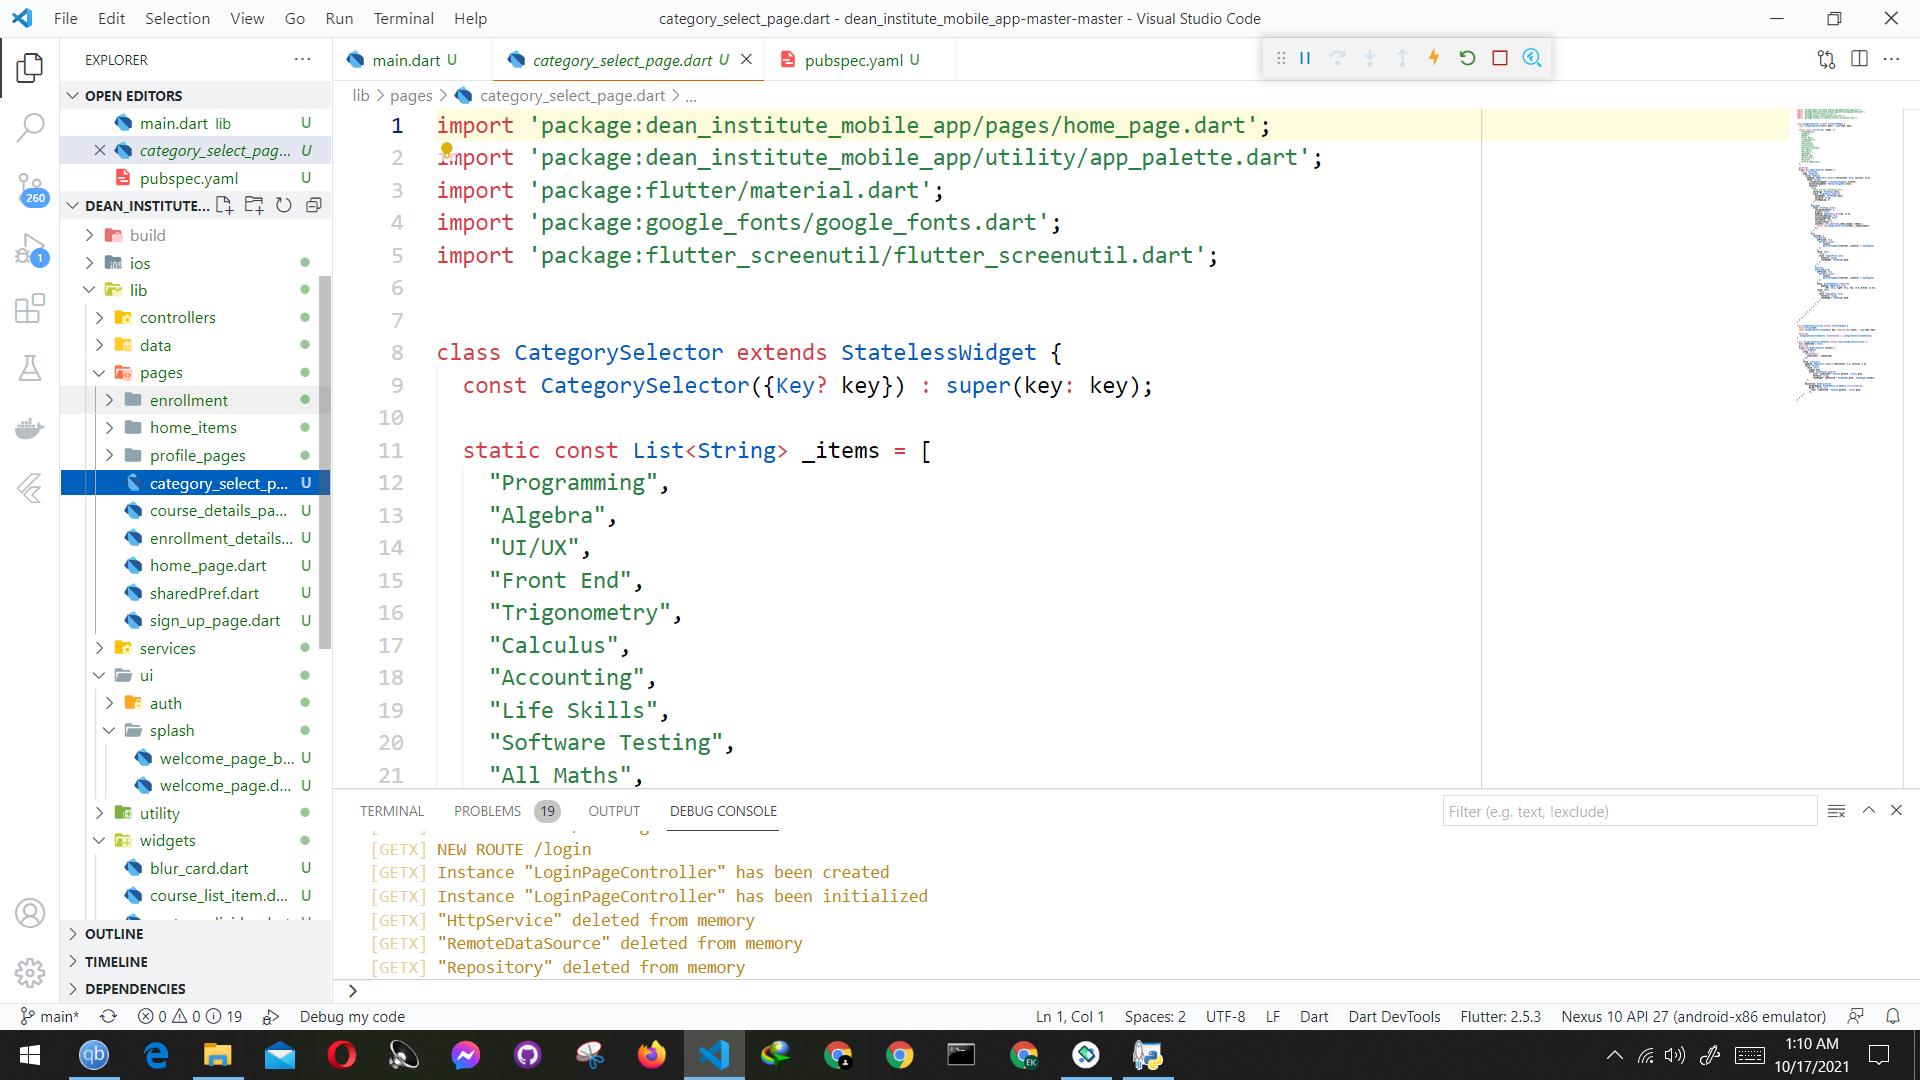 File Edit Selection View Go Run Terminal Help
category_select_page.dart - dean_institute_mobile_app-master-master - Visual Studio Code
EXPLORER
OPEN EDITORS
main.dart lib U
category_select_pag... U
pubspec.yaml U
DEAN_INSTITUTE...
build
ios
lib
controllers
data
pages
enrollment
home_items
profile_pages
category_select_p... U
course_details_pa... U
enrollment_details... U
home_page.dart U
sharedPref.dart U
sign_up_page.dart U
services
ui
auth
splash
welcome_page_b... U
welcome_page.d... U
utility
widgets
blur_card.dart U
course_list_item.d... U
OUTLINE
TIMELINE
DEPENDENCIES
260
1
main.dart U
category_select_page.dart U
pubspec.yaml U
lib > pages > category_select_page.dart > ...
1 import 'package:dean_institute_mobile_app/pages/home_page.dart';
2 import 'package:dean_institute_mobile_app/utility/app_palette.dart';
3 import 'package:flutter/material.dart';
4 import 'package:google_fonts/google_fonts.dart';
5 import 'package:flutter_screenutil/flutter_screenutil.dart';
6
7
8 class CategorySelector extends StatelessWidget {
9 const CategorySelector({Key? key}) : super(key: key);
10
11 static const List<String> _items = [
12 "Programming",
13 "Algebra",
14 "UI/UX",
15 "Front End",
16 "Trigonometry",
17 "Calculus",
18 "Accounting",
19 "Life Skills",
20 "Software Testing",
21 "All Maths",
TERMINAL PROBLEMS 19 OUTPUT DEBUG CONSOLE
Filter (e.g. text, !exclude)
[GETX] NEW ROUTE /login
[GETX] Instance "LoginPageController" has been created
[GETX] Instance "LoginPageController" has been initialized
[GETX] "HttpService" deleted from memory
[GETX] "RemoteDataSource" deleted from memory
[GETX] "Repository" deleted from memory
main* 0 0 19 Debug my code
Ln 1, Col 1 Spaces: 2 UTF-8 LF Dart Dart DevTools Flutter: 2.5.3 Nexus 10 API 27 (android-x86 emulator)
qb
EK
1:10 AM
10/17/2021